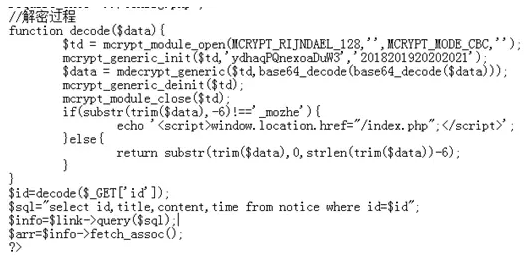 //解密过程
function decode($data){
$td = mcrypt_module_open(MCRYPT_RIJNDAEL_128,'',MCRYPT_MODE_CBC,'');
mcrypt_generic_init($td,'ydhaqPQnexoaDuW3','2018201920202021');
$data = mdecrypt_generic($td,base64_decode(base64_decode($data)));
mcrypt_generic_deinit($td);
mcrypt_module_close($td);
if(substr(trim($data),-6)!=='_mozhe'){
echo '<script>window.location.href="/index.php";</script>';
}else{
return substr(trim($data),0,strlen(trim($data))-6);
}
}
$id=decode($_GET['id']);
$sql="select id,title,content,time from notice where id=$id";
$info=$link->query($sql);
$arr=$info->fetch_assoc();
?>